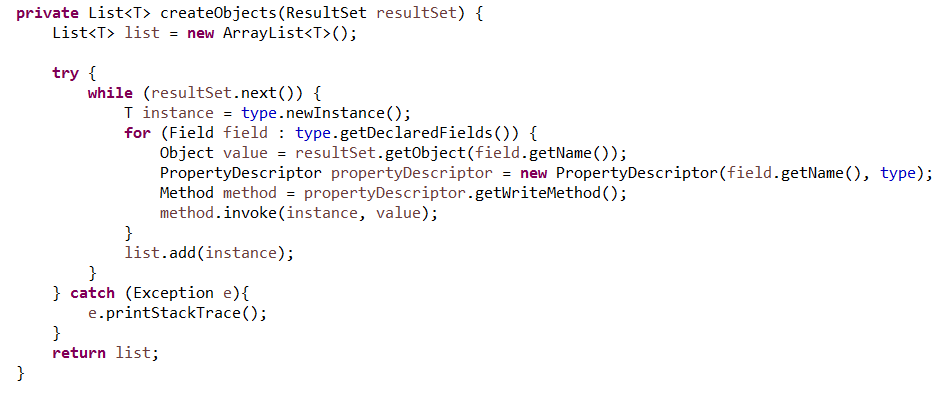 private List<T> createObjects(ResultSet resultSet) {
    List<T> list = new ArrayList<T>();

    try {
        while (resultSet.next()) {
            T instance = type.newInstance();
            for (Field field : type.getDeclaredFields()) {
                Object value = resultSet.getObject(field.getName());
                PropertyDescriptor propertyDescriptor = new PropertyDescriptor(field.getName(), type);
                Method method = propertyDescriptor.getWriteMethod();
                method.invoke(instance, value);
            }
            list.add(instance);
        }
    } catch (Exception e){
        e.printStackTrace();
    }
    return list;
}